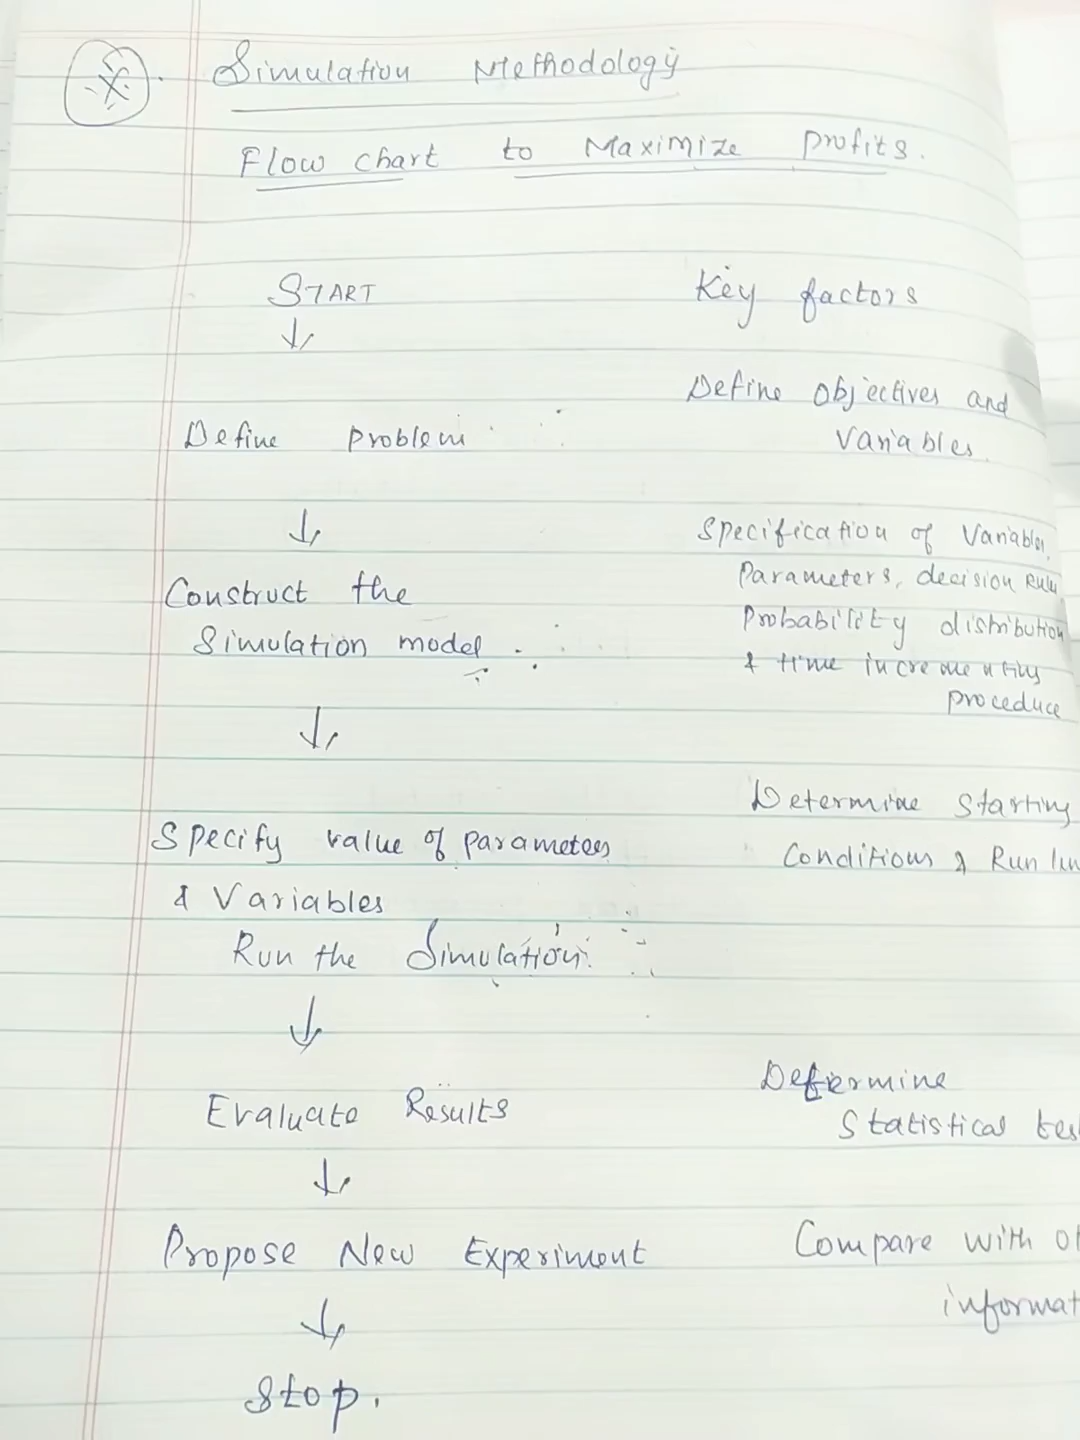 Simulation Methodology
Flow chart to Maximize profits.
START Key factors
Define Objectives and
Define problem Variables
Specification of Variables,
Construct the Parameters, decision Rules
Simulation model Probability distribution
& time incrementing
procedure
Determine Starting
Specify value of parameters Conditions & Run
& Variables
Run the Simulation
Determine
Evaluate Results Statistical
Propose New Experiment Compare with
Stop.